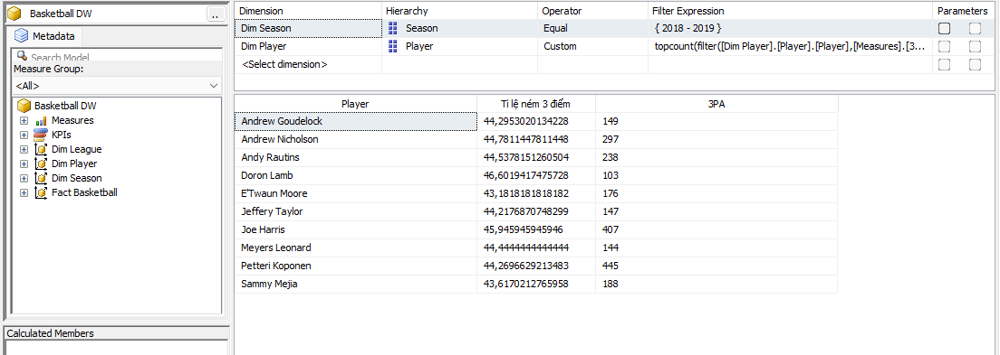 Basketball DW
..
Metadata
Search Model
Measure Group:
<All>
Basketball DW
Measures
KPIs
Dim League
Dim Player
Dim Season
Fact Basketball
Calculated Members
Dimension Hierarchy Operator Filter Expression Parameters
Dim Season Season Equal { 2018 - 2019 }
Dim Player Player Custom topcount(filter([Dim Player].[Player].[Player],[Measures].[3...
<Select dimension>
Player Tỉ lệ ném 3 điểm 3PA
Andrew Goudelock 44,2953020134228 149
Andrew Nicholson 44,7811447811448 297
Andy Rautins 44,5378151260504 238
Doron Lamb 46,6019417475728 103
E'Twaun Moore 43,1818181818182 176
Jeffery Taylor 44,2176870748299 147
Joe Harris 45,945945945946 407
Meyers Leonard 44,4444444444444 144
Petteri Koponen 44,2696629213483 445
Sammy Mejia 43,6170212765958 188